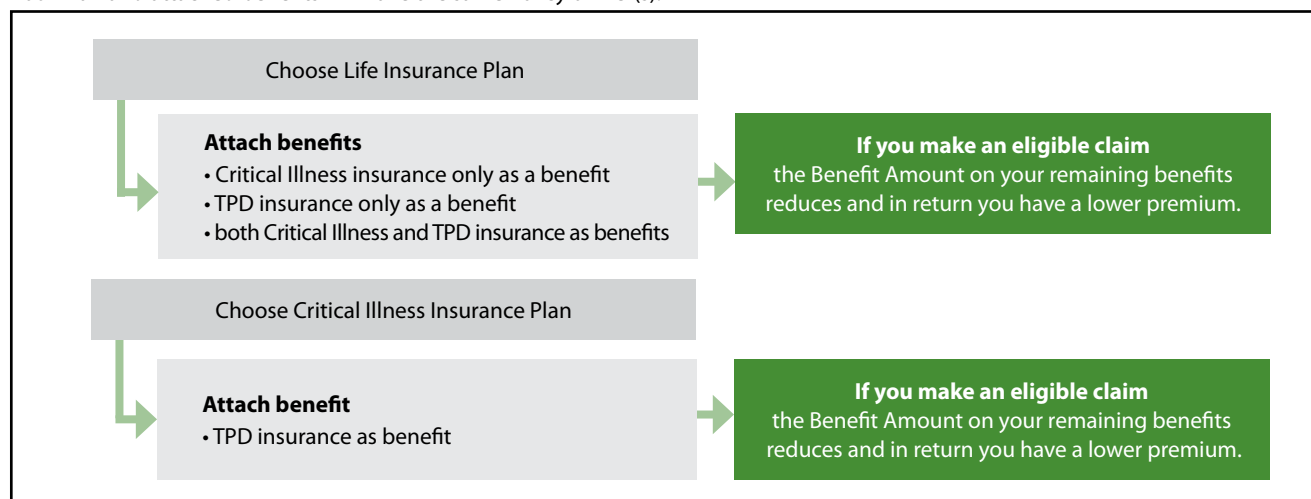 Choose Life Insurance Plan
Attach benefits
• Critical Illness insurance only as a benefit
• TPD insurance only as a benefit
• both Critical Illness and TPD insurance as benefits
If you make an eligible claim
the Benefit Amount on your remaining benefits
reduces and in return you have a lower premium.
Choose Critical Illness Insurance Plan
Attach benefit
• TPD insurance as benefit
If you make an eligible claim
the Benefit Amount on your remaining benefits
reduces and in return you have a lower premium.